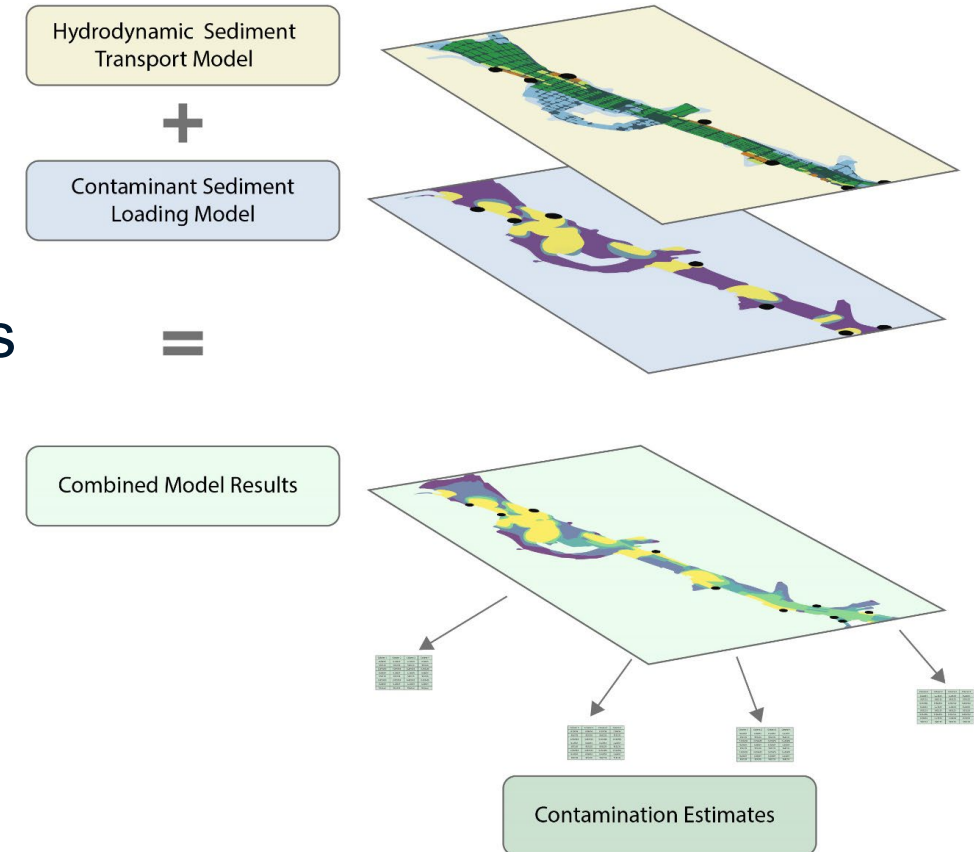 Hydrodynamic Sediment
Transport Model
+
Contaminant Sediment
Loading Model
s
=
Combined Model Results
Contamination Estimates